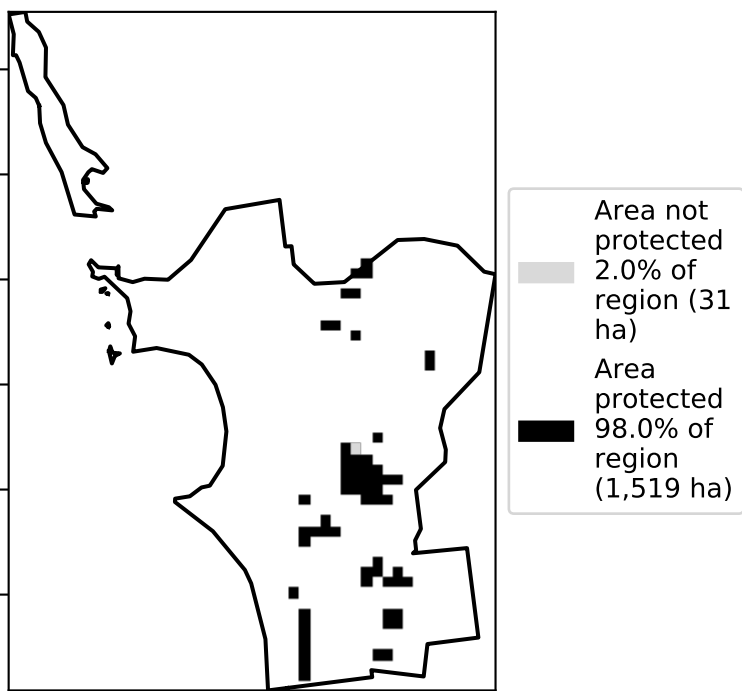 Area not
protected
2.0% of
region (31
ha)
Area
protected
98.0% of
region
(1,519 ha)